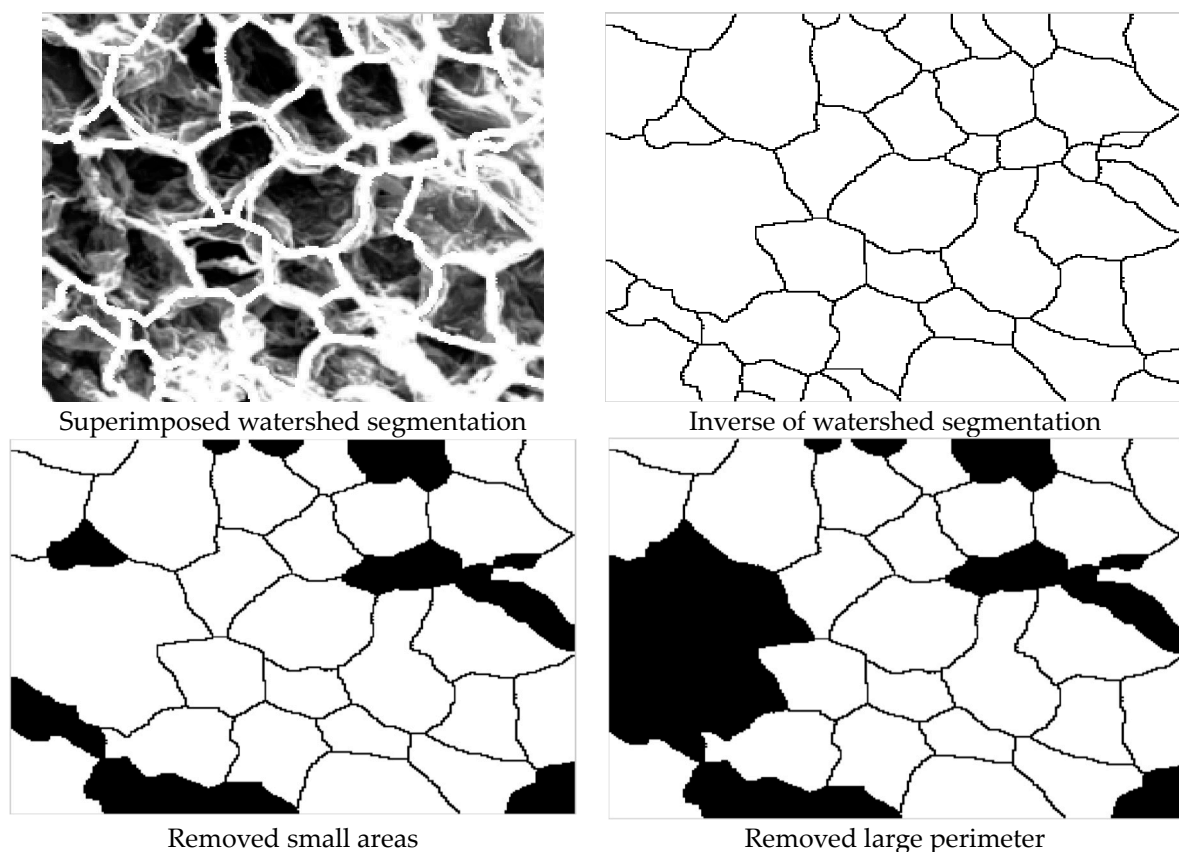 Superimposed watershed segmentation
Inverse of watershed segmentation
Removed small areas
Removed large perimeter